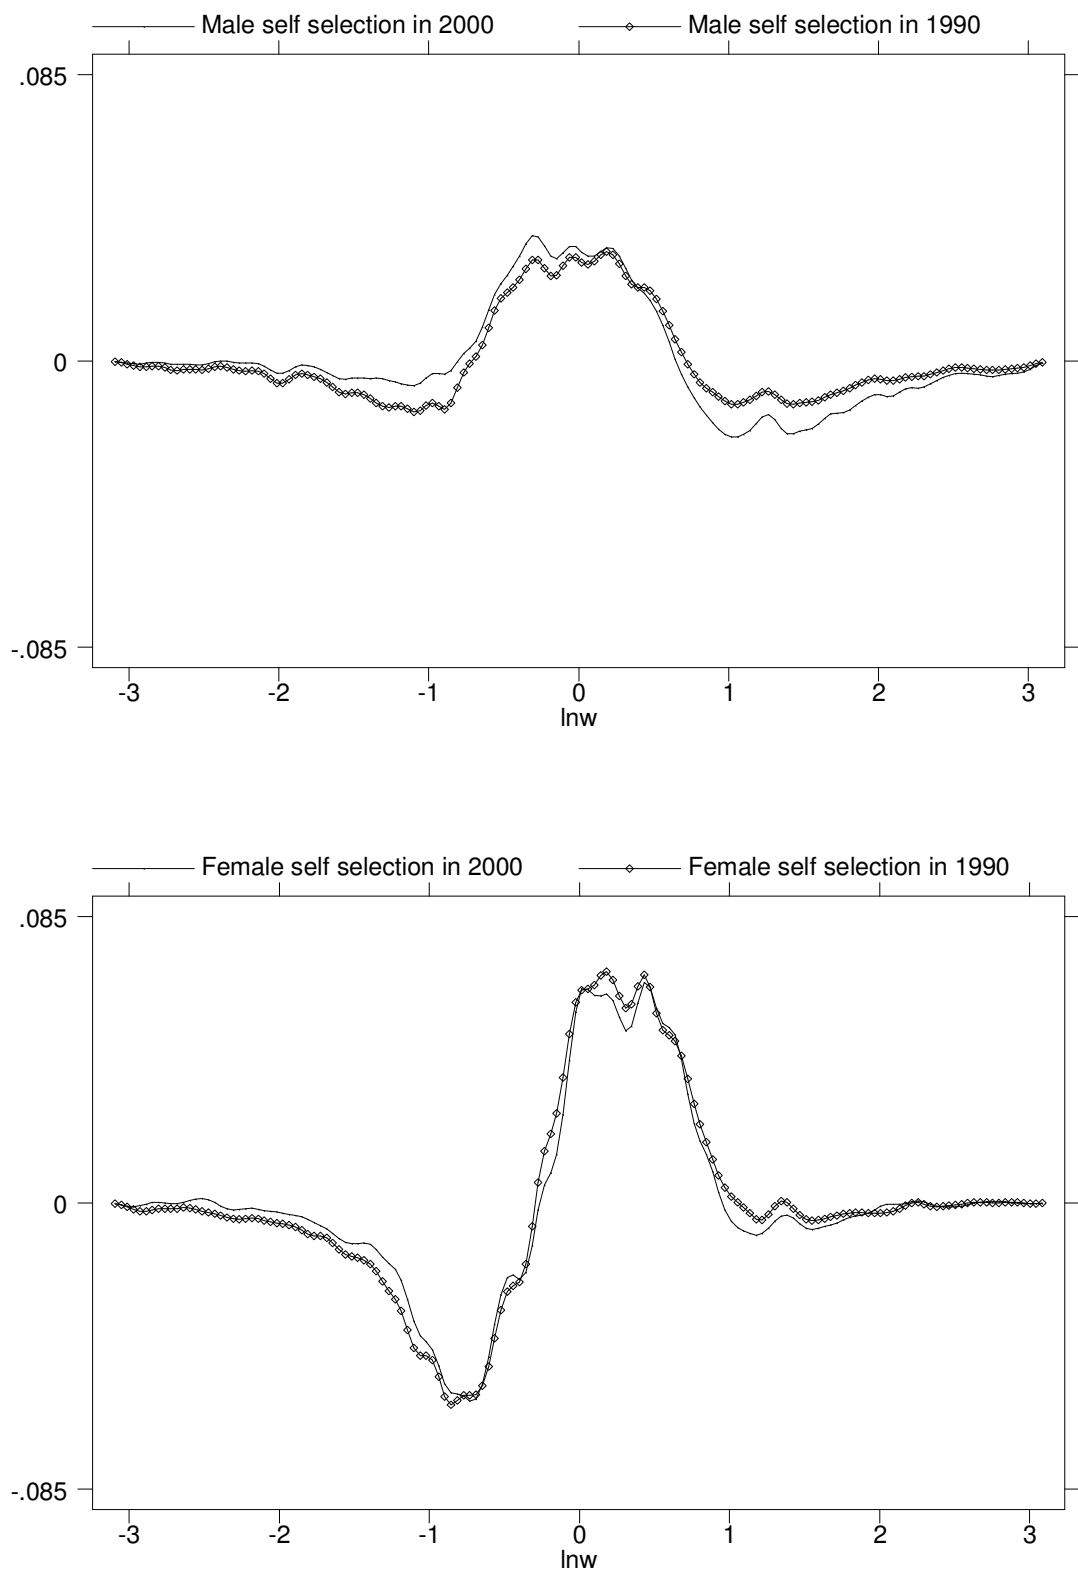 Male self selection in 2000 Male self selection in 1990
.085
0
-.085
-3 -2 -1 0 1 2 3
lnw
Female self selection in 2000 Female self selection in 1990
.085
0
-.085
-3 -2 -1 0 1 2 3
lnw